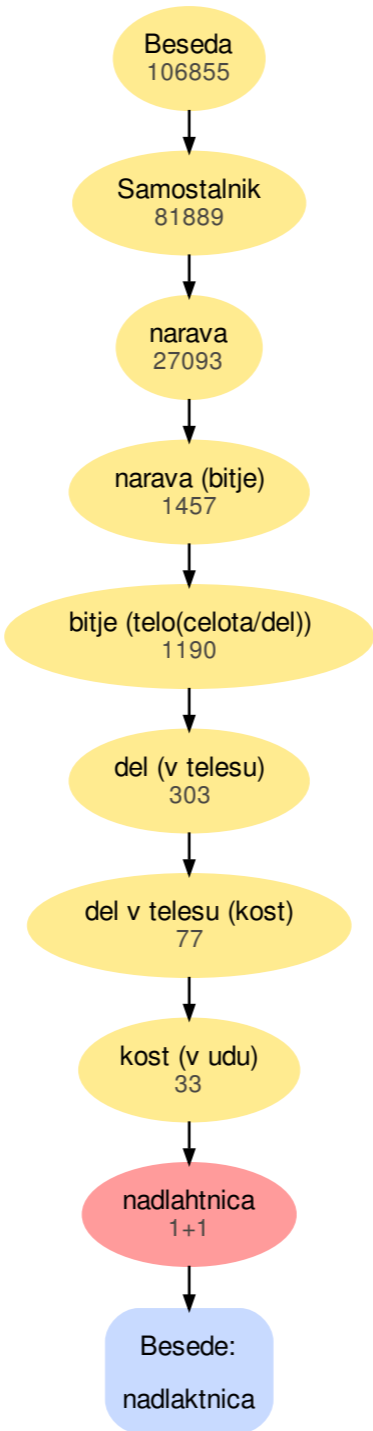 Beseda
106855
Samostalnik
81889
narava
27093
narava (bitje)
1457
bitje (telo(celota/del))
1190
del (v telesu)
303
del v telesu (kost)
77
kost (v udu)
33
nadlahtnica
1+1
Besede:
nadlaktnica